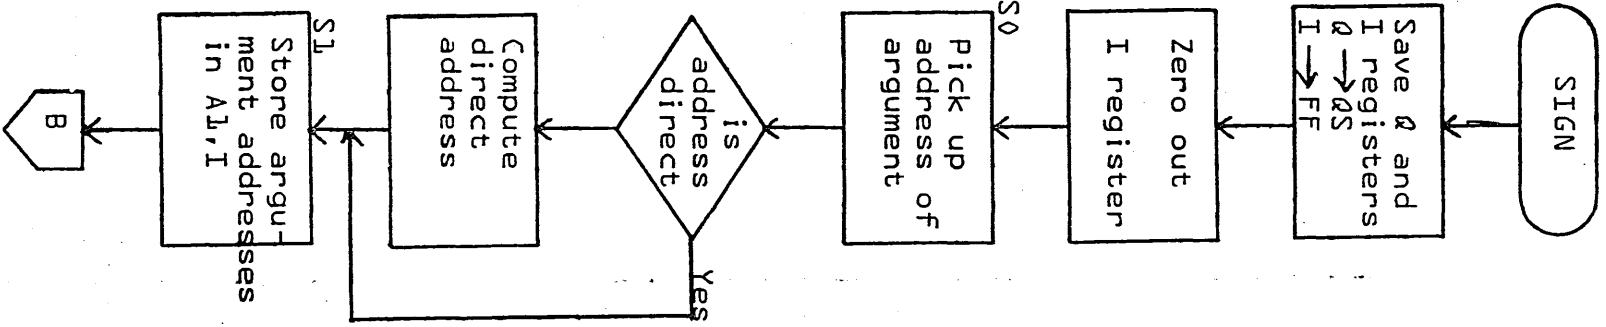 SIGN
Save Q and
I registers
Q → QS
I → FF
Zero out
I register
S0
Pick up
address of
argument
is
address
direct
Yes
Compute
direct
address
S1
Store argu-
ment addresses
in A1,I
B